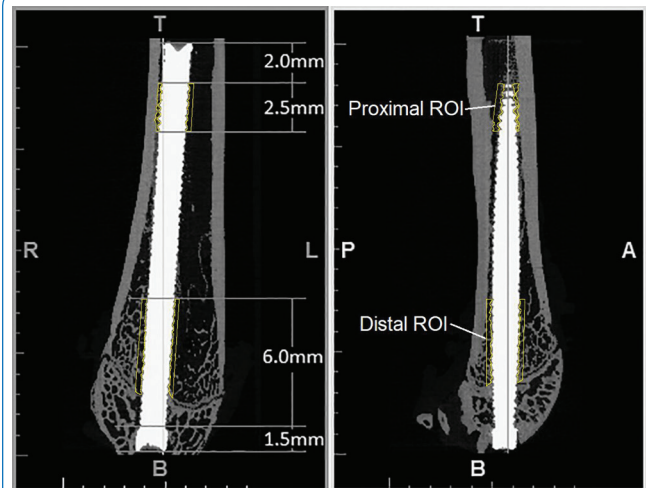 T
2.0mm
2.5mm
R
L
6.0mm
1.5mm
B
T
Proximal ROI
P
A
Distal ROI
B